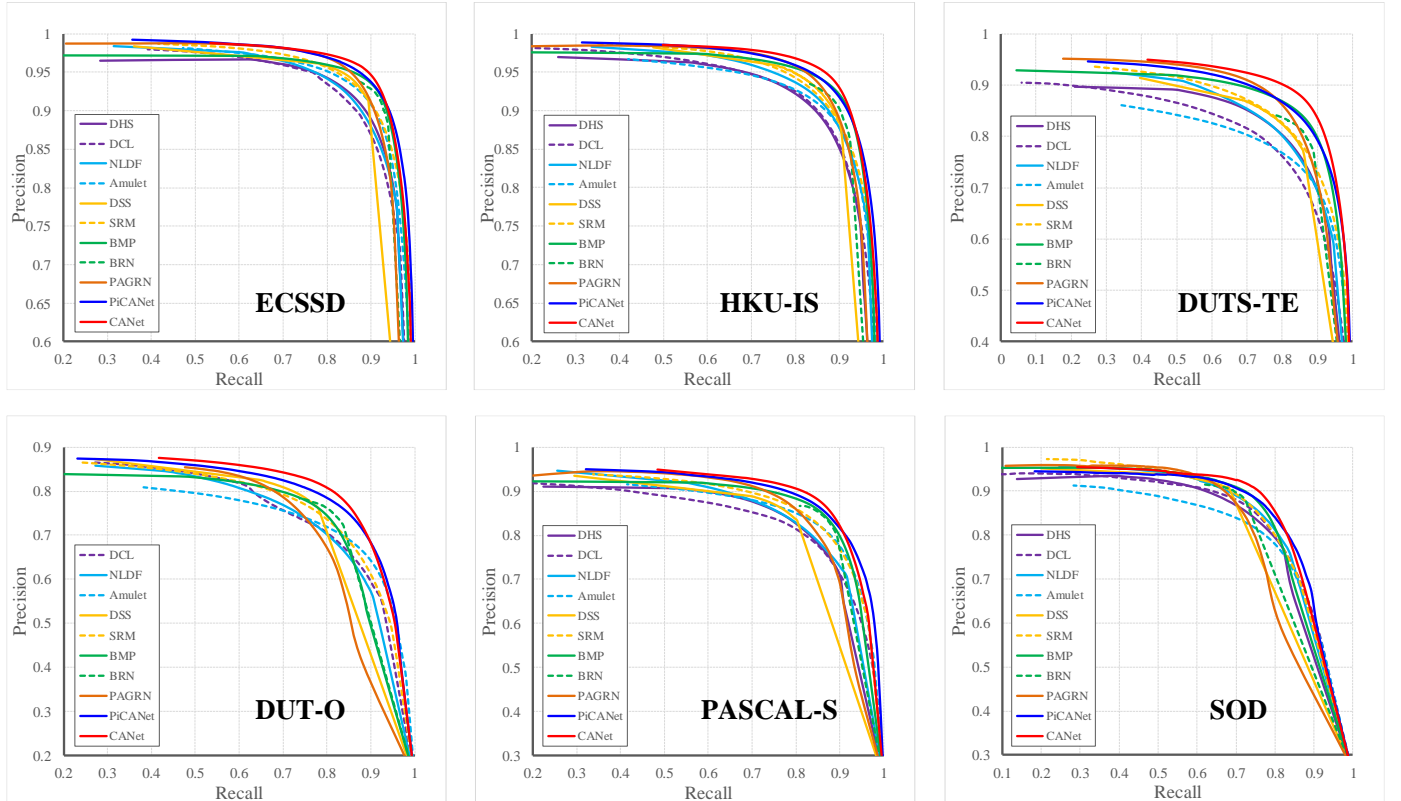 Precision
1
0.95
0.9
0.85
0.8
0.75
0.7
0.65
0.6
DHS
DCL
NLDF
Amulet
DSS
SRM
BMP
BRN
PAGRN
PiCANet
CANet
ECSSD
0.2 0.3 0.4 0.5 0.6 0.7 0.8 0.9 1
Recall
Precision
1
0.95
0.9
0.85
0.8
0.75
0.7
0.65
0.6
DHS
DCL
NLDF
Amulet
DSS
SRM
BMP
BRN
PAGRN
PiCANet
CANet
HKU-IS
0.2 0.3 0.4 0.5 0.6 0.7 0.8 0.9 1
Recall
Precision
1
0.9
0.8
0.7
0.6
0.5
0.4
DHS
DCL
NLDF
Amulet
DSS
SRM
BMP
BRN
PAGRN
PiCANet
CANet
DUTS-TE
0 0.1 0.2 0.3 0.4 0.5 0.6 0.7 0.8 0.9 1
Recall
Precision
0.9
0.8
0.7
0.6
0.5
0.4
0.3
0.2
DCL
NLDF
Amulet
DSS
SRM
BMP
BRN
PAGRN
PiCANet
CANet
DUT-O
0.2 0.3 0.4 0.5 0.6 0.7 0.8 0.9 1
Recall
Precision
1
0.9
0.8
0.7
0.6
0.5
0.4
0.3
DHS
DCL
NLDF
Amulet
DSS
SRM
BMP
BRN
PAGRN
PiCANet
CANet
PASCAL-S
0.2 0.3 0.4 0.5 0.6 0.7 0.8 0.9 1
Recall
Precision
1
0.9
0.8
0.7
0.6
0.5
0.4
0.3
DHS
DCL
NLDF
Amulet
DSS
SRM
BMP
BRN
PAGRN
PiCANet
CANet
SOD
0.1 0.2 0.3 0.4 0.5 0.6 0.7 0.8 0.9 1
Recall